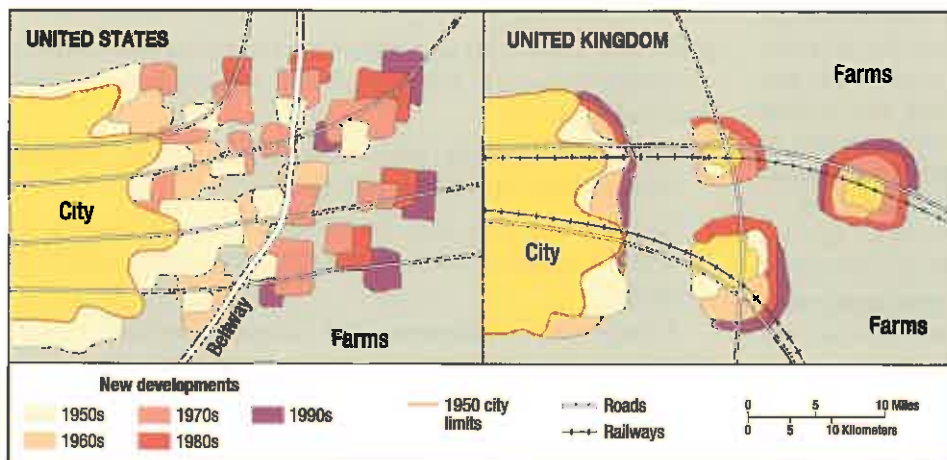 UNITED STATES
City
Beltway
Farms
UNITED KINGDOM
Farms
City
Farms
New developments
1950s
1960s
1970s
1980s
1990s
1950 city
limits
Roads
Railways
0 5 10 Miles
0 5 10 Kilometers